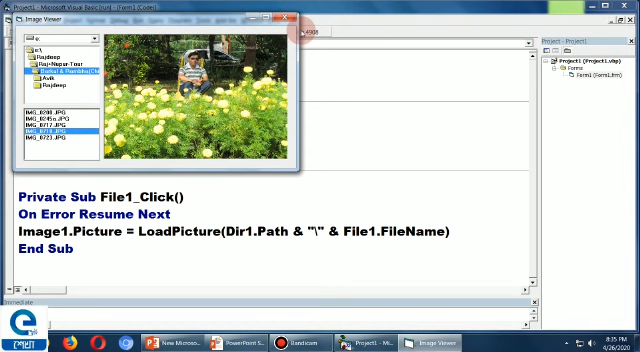 Project1 - Microsoft Visual Basic [run] - [Form1 (Code)]
Image Viewer
e:
e:\
Rajdeep
Raj+Nupur-Tour
Avik
Rajdeep
IMG_0208.JPG
IMG_0245a.JPG
IMG_0717.JPG
IMG_0718.JPG
IMG_0723.JPG
Project - Project1
Project1 (Project1.vbp)
Forms
Form1 (Form1.frm)
Private Sub File1_Click()
On Error Resume Next
Image1.Picture = LoadPicture(Dir1.Path & "\" & File1.FileName)
End Sub
Immediate
New Microso...
PowerPoint S...
Bandicam
Project1 - Mi...
Image Viewer
8:35 PM
4/26/2020